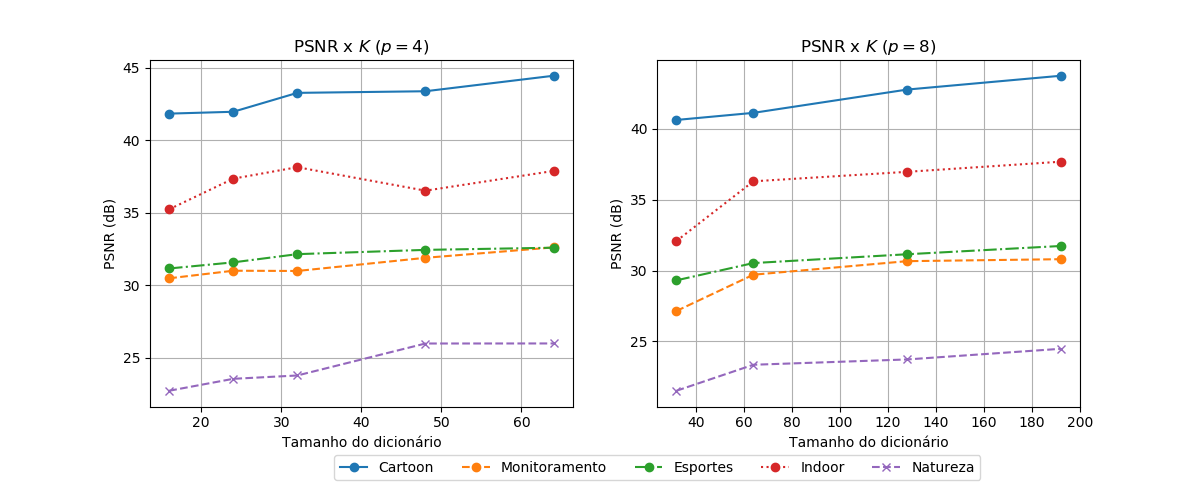 PSNR x K (p = 4)
45
40
35
30
25
PSNR (dB)
20 30 40 50 60
Tamanho do dicionário
PSNR x K (p = 8)
40
35
30
25
PSNR (dB)
40 60 80 100 120 140 160 180 200
Tamanho do dicionário
Cartoon Monitoramento Esportes Indoor Natureza